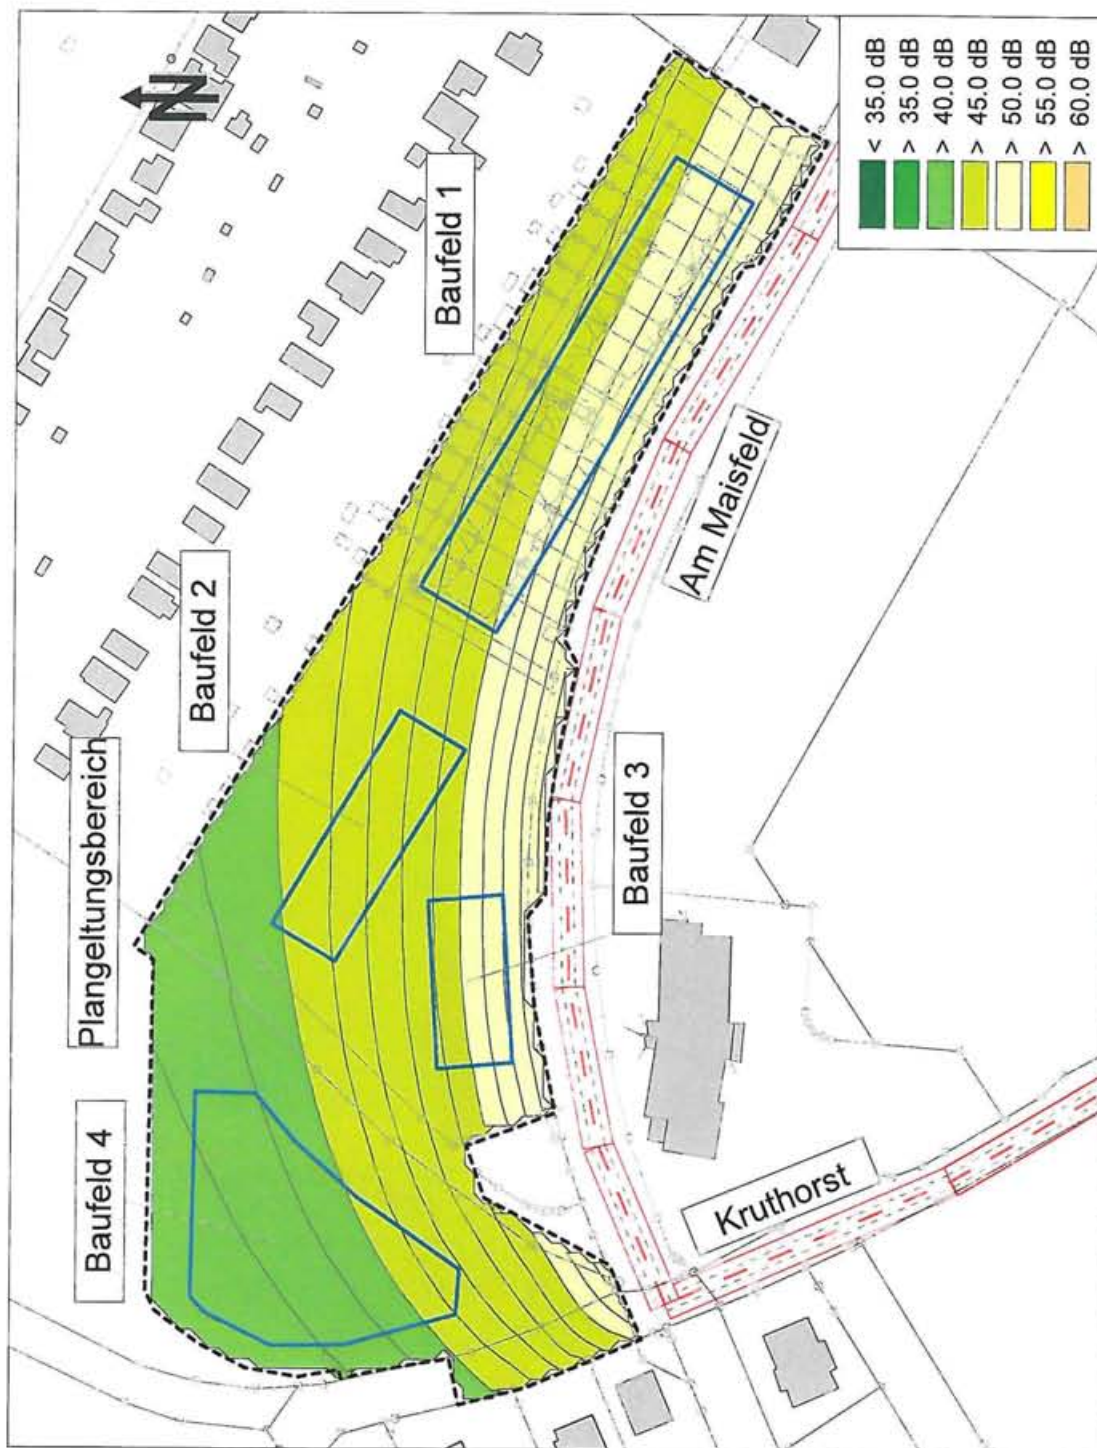 N
Plangeltungsbereich
Baufeld 4
Baufeld 2
Baufeld 1
Baufeld 3
Am Maisfeld
Kruthorst
< 35.0 dB
> 35.0 dB
> 40.0 dB
> 45.0 dB
> 50.0 dB
> 55.0 dB
> 60.0 dB